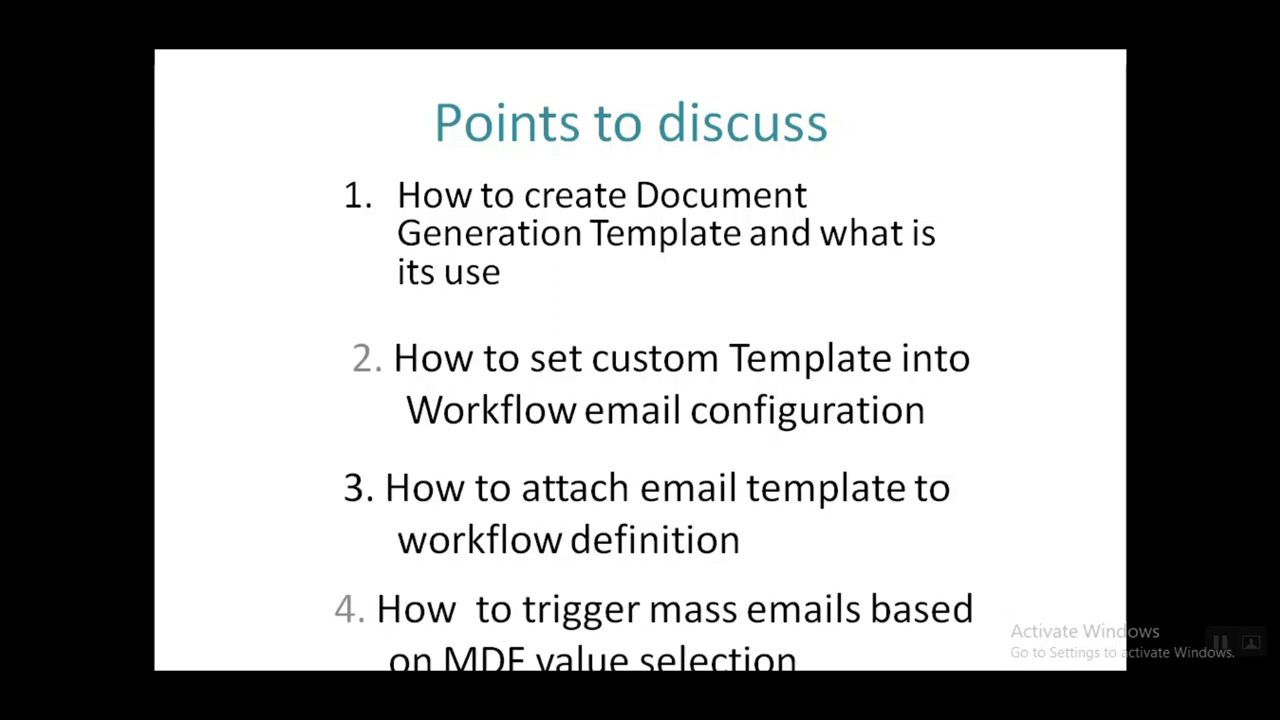 Points to discuss
1. How to create Document
Generation Template and what is
its use
2. How to set custom Template into
Workflow email configuration
3. How to attach email template to
workflow definition
4. How to trigger mass emails based
on MDF value selection
Activate Windows
Go to Settings to activate Windows.